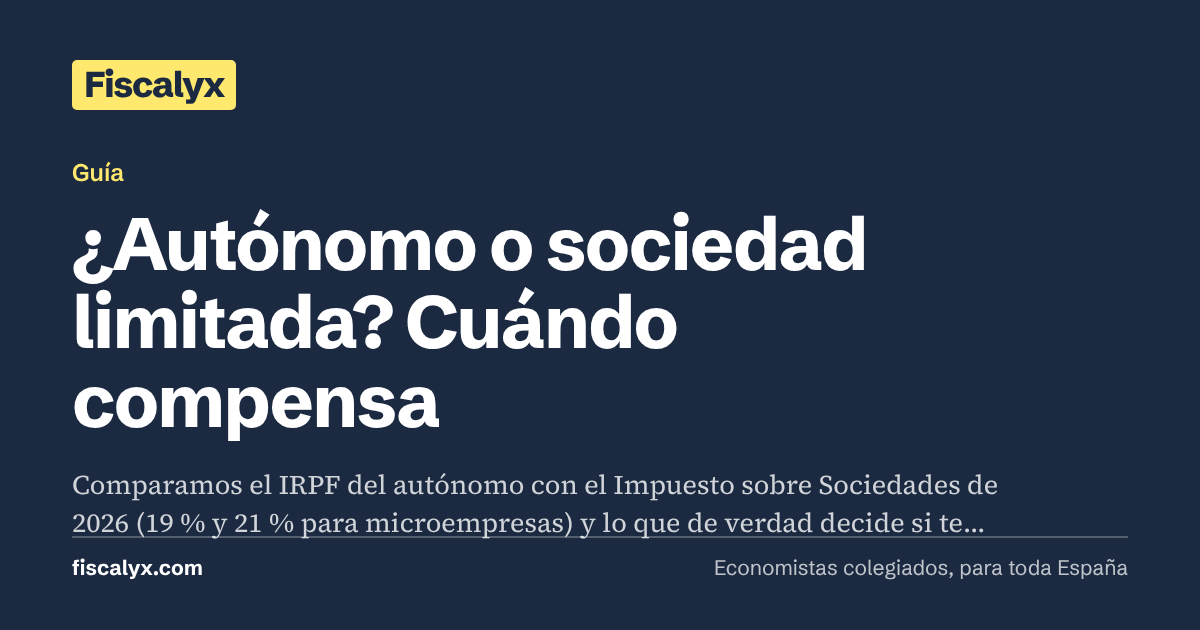 Fiscalyx
Guía
¿Autónomo o sociedad
limitada? Cuándo
compensa
Comparamos el IRPF del autónomo con el Impuesto sobre Sociedades de
2026 (19 % y 21 % para microempresas) y lo que de verdad decide si te…
fiscalyx.com
Economistas colegiados, para toda España